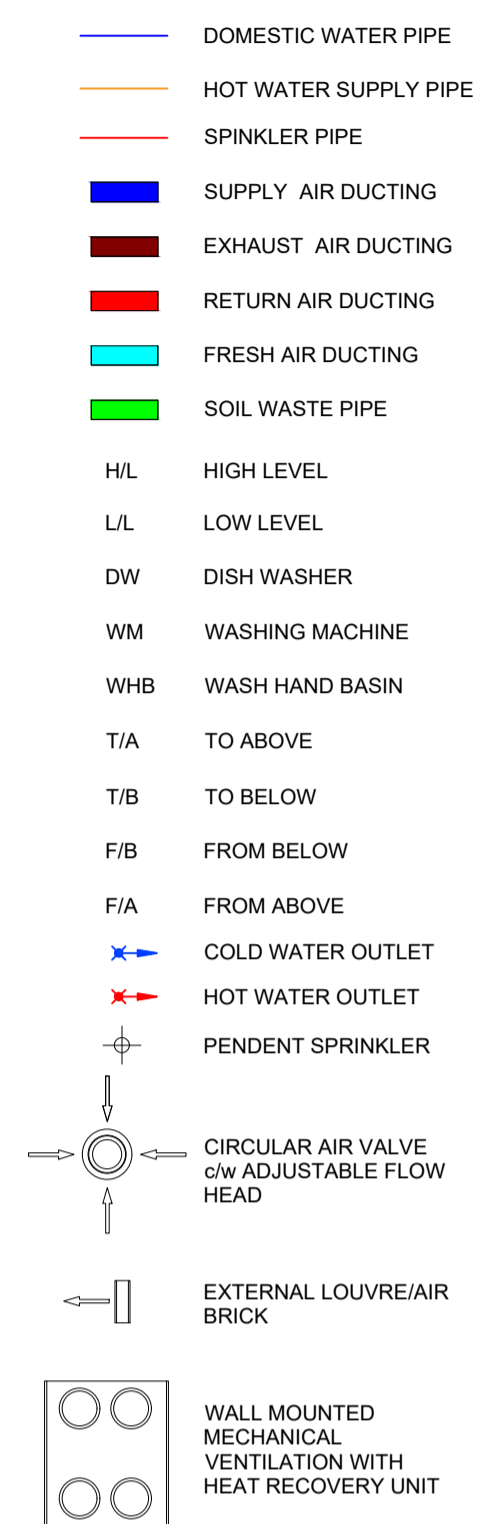 DOMESTIC WATER PIPE
HOT WATER SUPPLY PIPE
SPINKLER PIPE
SUPPLY AIR DUCTING
EXHAUST AIR DUCTING
RETURN AIR DUCTING
FRESH AIR DUCTING
SOIL WASTE PIPE
H/L HIGH LEVEL
L/L LOW LEVEL
DW DISH WASHER
WM WASHING MACHINE
WHB WASH HAND BASIN
T/A TO ABOVE
T/B TO BELOW
F/B FROM BELOW
F/A FROM ABOVE
COLD WATER OUTLET
HOT WATER OUTLET
PENDENT SPRINKLER
CIRCULAR AIR VALVE
c/w ADJUSTABLE FLOW
HEAD
EXTERNAL LOUVRE/AIR
BRICK
WALL MOUNTED
MECHANICAL
VENTILATION WITH
HEAT RECOVERY UNIT